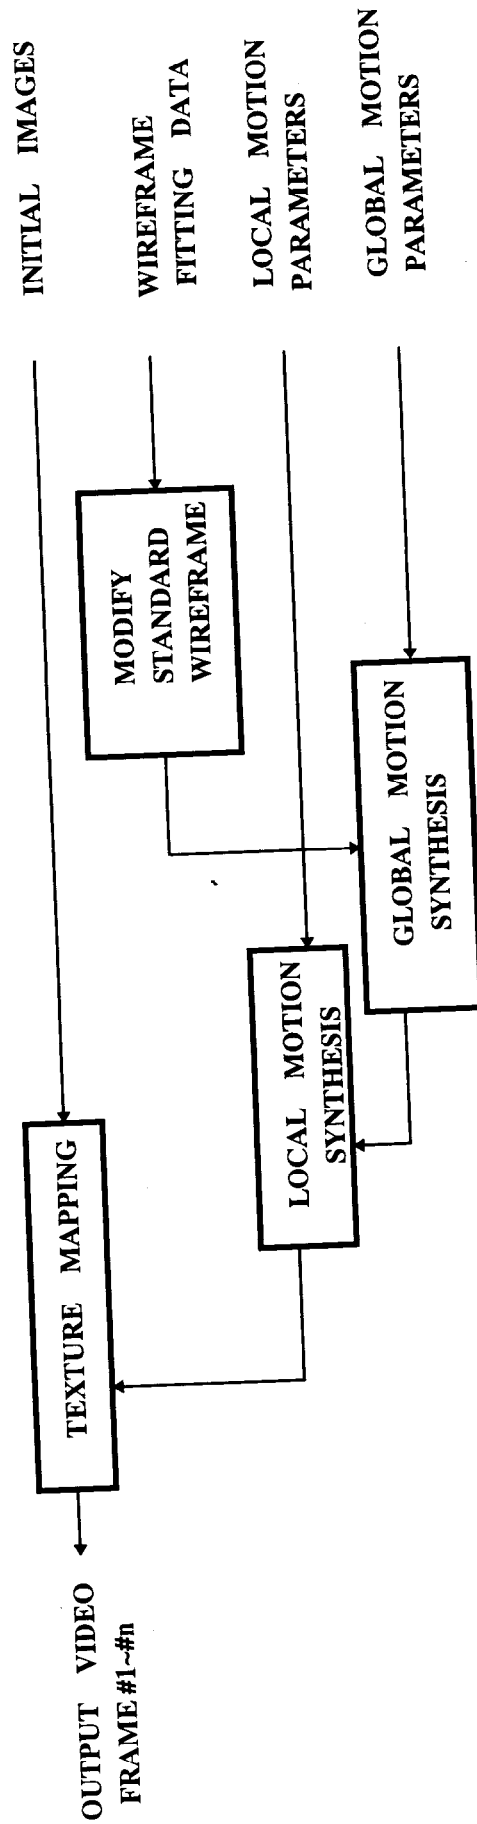 INITIAL IMAGES
WIREFRAME
FITTING DATA
LOCAL MOTION
PARAMETERS
GLOBAL MOTION
PARAMETERS
MODIFY
STANDARD
WIREFRAME
GLOBAL MOTION
SYNTHESIS
LOCAL MOTION
SYNTHESIS
TEXTURE MAPPING
OUTPUT VIDEO
FRAME #1~#n